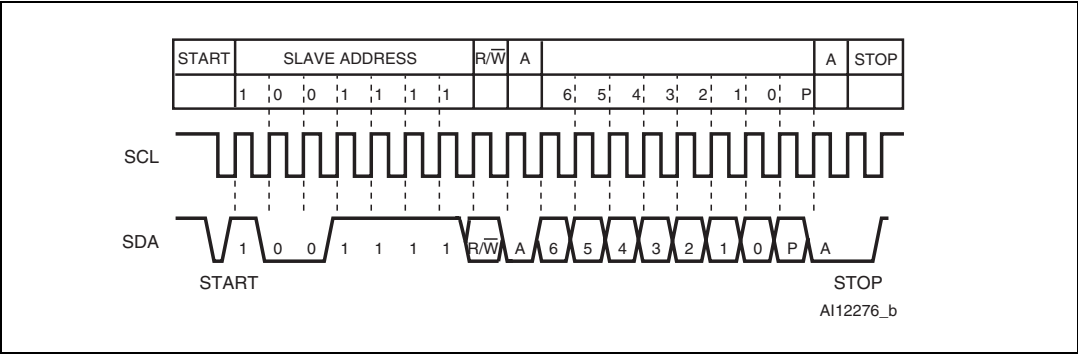 START SLAVE ADDRESS R/W̅ A A STOP
1 0 0 1 1 1 1 6 5 4 3 2 1 0 P
SCL
SDA 1 0 0 1 1 1 1 R/W̅ A 6 5 4 3 2 1 0 P A
START STOP
AI12276_b